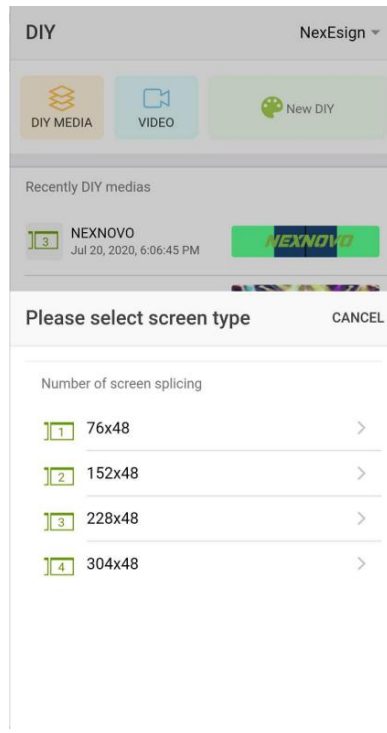 DIY
NexEsign
DIY MEDIA
VIDEO
New DIY
Recently DIY medias
3
NEXNOVO
Jul 20, 2020, 6:06:45 PM
NEXNOVO
Please select screen type
CANCEL
Number of screen splicing
1 76x48
2 152x48
3 228x48
4 304x48